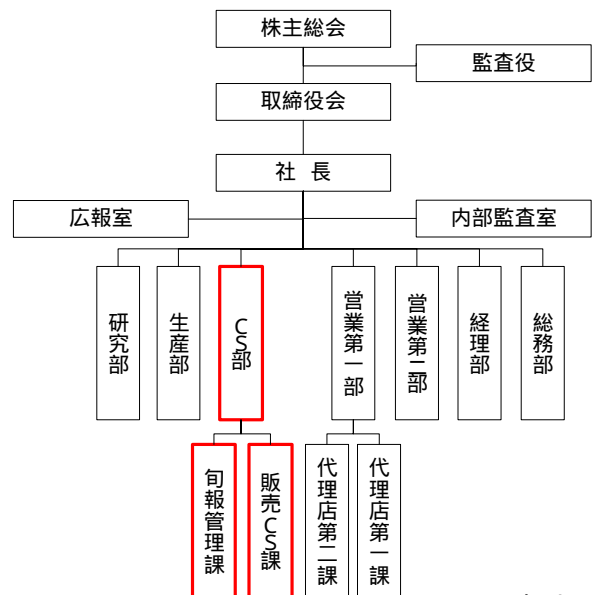 株主総会
監査役
取締役会
社 長
広報室
内部監査室
研究部
生産部
CS部
営業第一部
営業第二部
経理部
総務部
旬報管理課
販売CS課
代理店第二課
代理店第一課